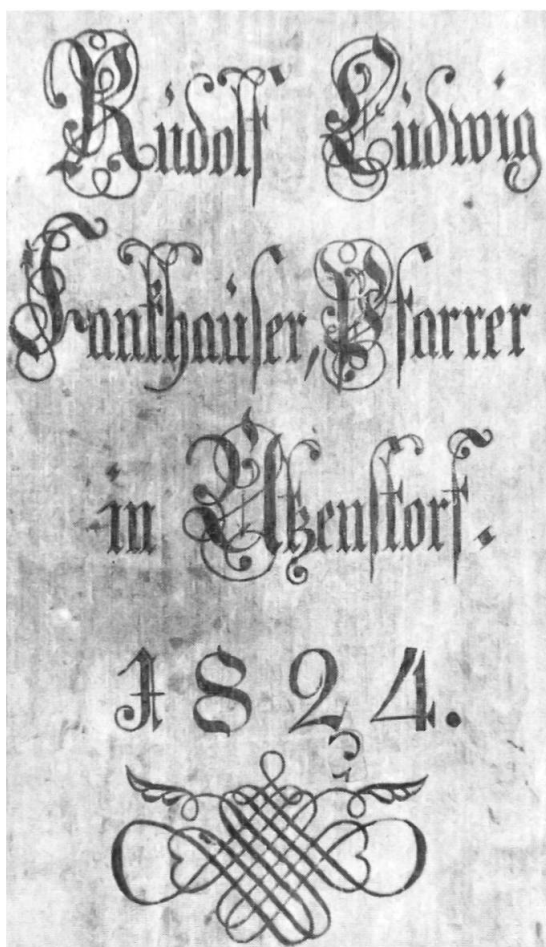 Rudolf Ludwig
Fankhauser, Pfarrer
in Utzenstorf.
1824.